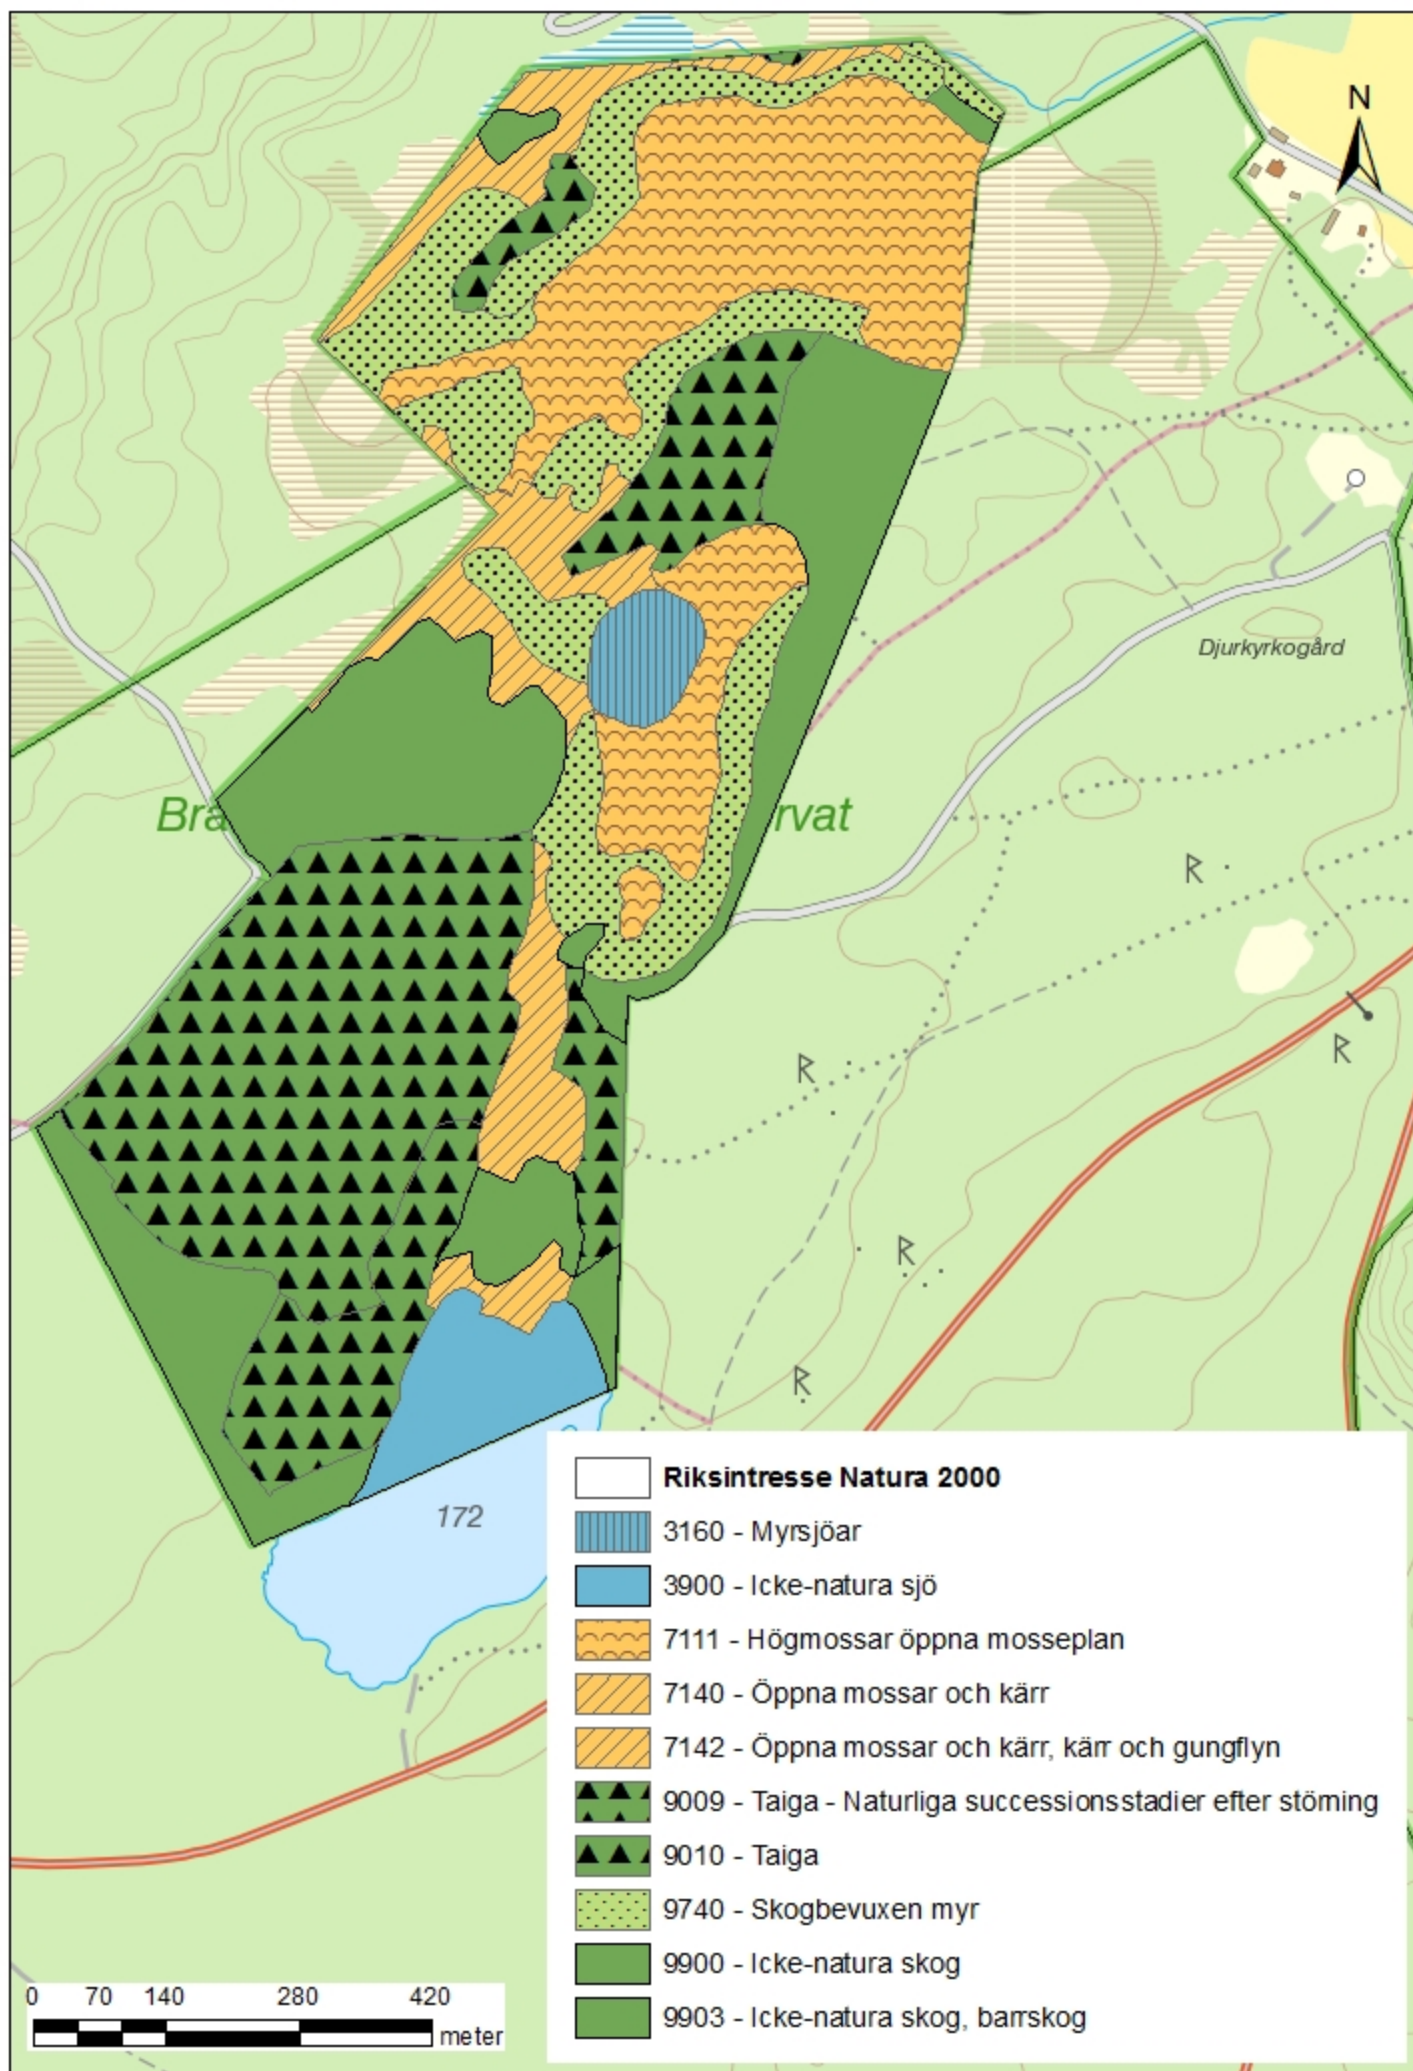 N
Djurkyrkogård
Bra
rvat
R
R
R
R
R
172
Riksintresse Natura 2000
3160 - Myrsjöar
3900 - Icke-natura sjö
7111 - Högmossar öppna mosseplan
7140 - Öppna mossar och kärr
7142 - Öppna mossar och kärr, kärr och gungflyn
9009 - Taiga - Naturliga successionsstadier efter störning
9010 - Taiga
9740 - Skogbevuxen myr
9900 - Icke-natura skog
9903 - Icke-natura skog, barrskog
0 70 140 280 420
meter